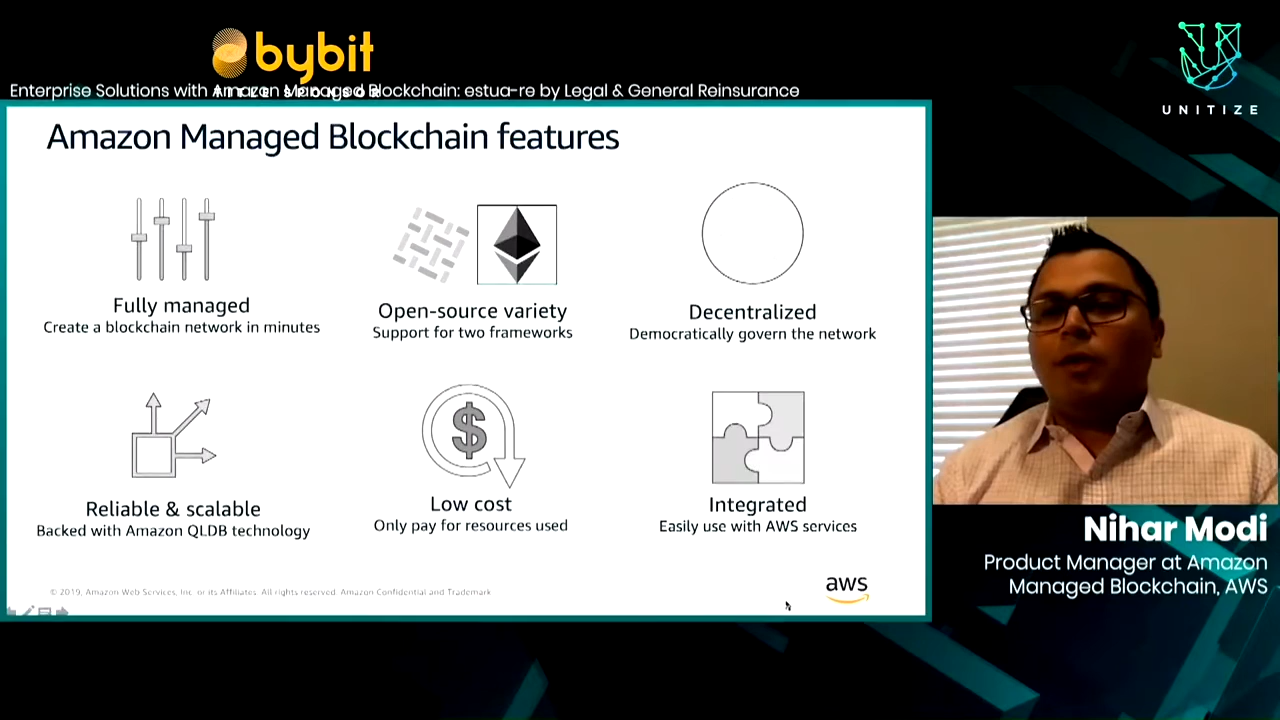 bybit
TITLE SPONSOR
Enterprise Solutions with Amazon Managed Blockchain: estua-re by Legal & General Reinsurance
UNITIZE
Amazon Managed Blockchain features
Fully managed
Create a blockchain network in minutes
Open-source variety
Support for two frameworks
Decentralized
Democratically govern the network
Reliable & scalable
Backed with Amazon QLDB technology
Low cost
Only pay for resources used
Integrated
Easily use with AWS services
© 2019, Amazon Web Services, Inc. or its Affiliates. All rights reserved. Amazon Confidential and Trademark
aws
Nihar Modi
Product Manager at Amazon
Managed Blockchain, AWS